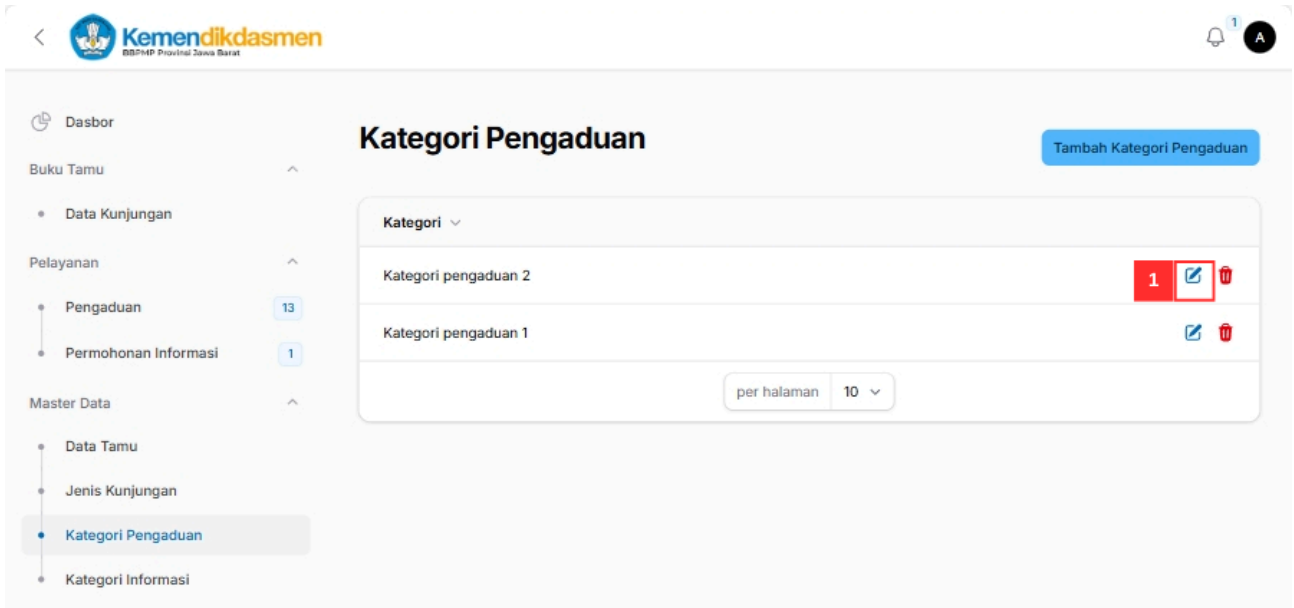 Kemendikdasmen
BBPMP Provinsi Jawa Barat
1
A
Dasbor
Buku Tamu
Data Kunjungan
Pelayanan
Pengaduan 13
Permohonan Informasi 1
Master Data
Data Tamu
Jenis Kunjungan
Kategori Pengaduan
Kategori Informasi
Kategori Pengaduan
Tambah Kategori Pengaduan
Kategori
Kategori pengaduan 2
1
Kategori pengaduan 1
per halaman 10